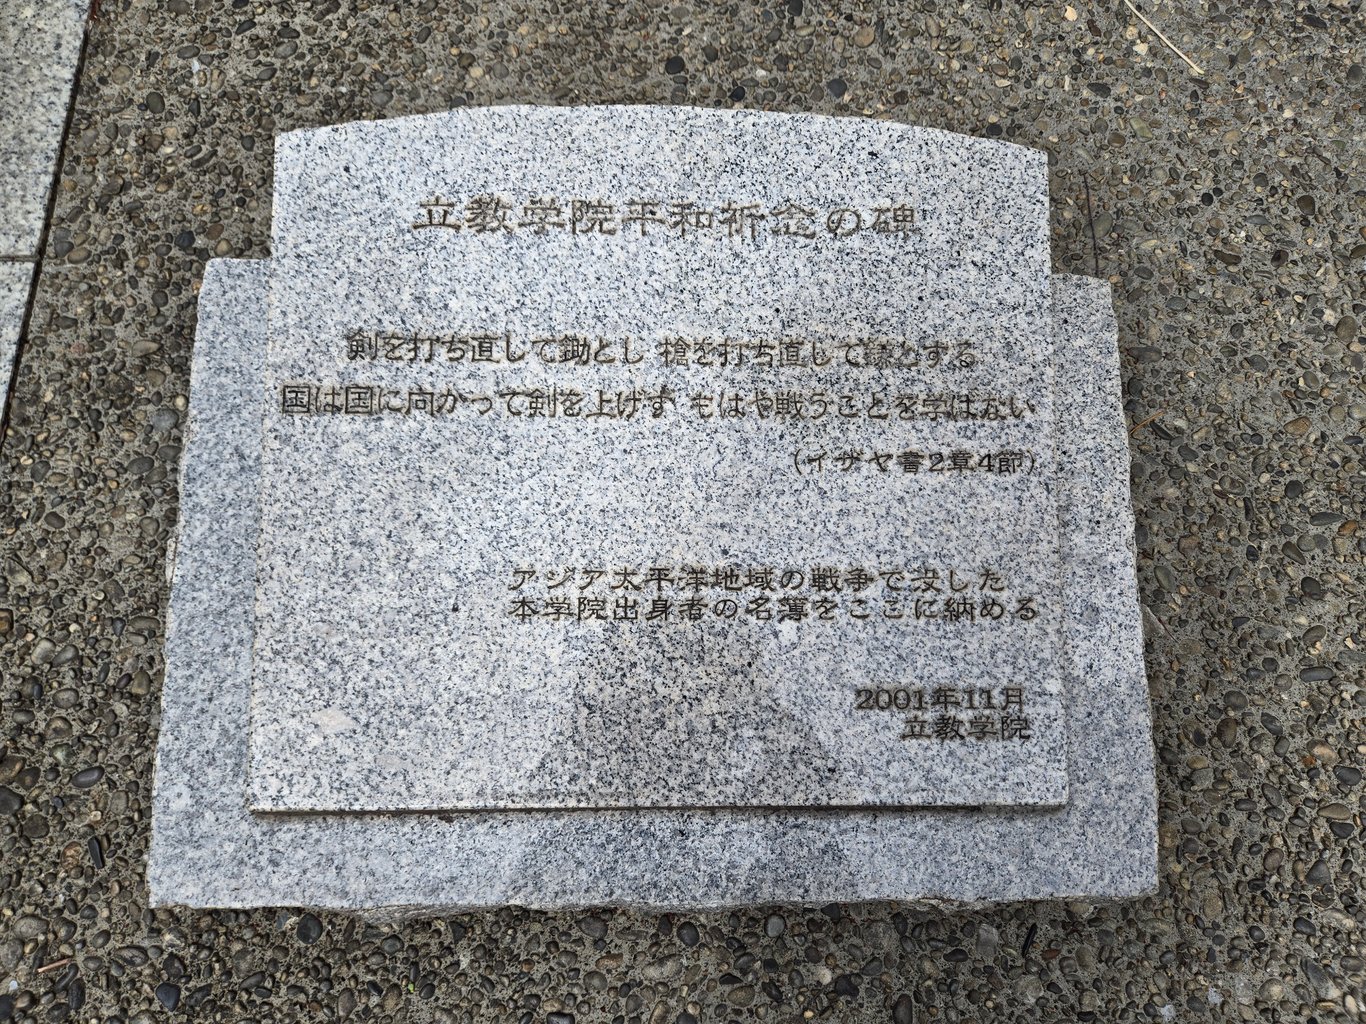 立教学院平和祈念の碑
剣を打ち直して鋤とし 槍を打ち直して鎌とする
国は国に向かって剣を上げず もはや戦うことを学ばない
(イザヤ書2章4節)
アジア太平洋地域の戦争で没した
本学院出身者の名簿をここに納める
2001年11月
立教学院